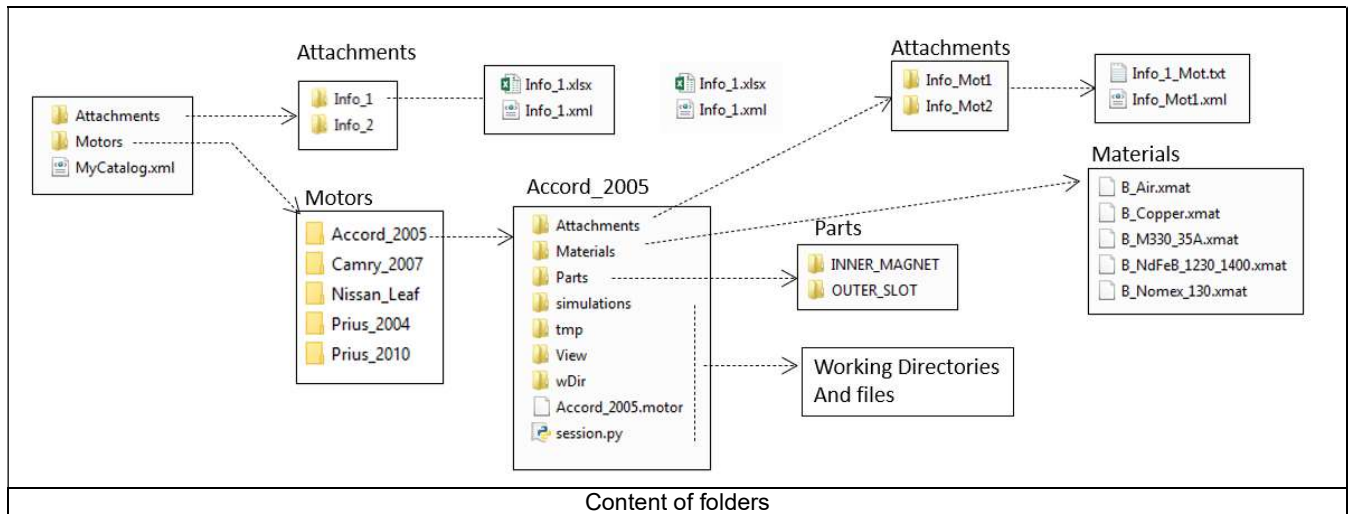 Attachments
Motors
MyCatalog.xml
Attachments
Info_1
Info_2
Info_1.xlsx
Info_1.xml
Info_1.xlsx
Info_1.xml
Attachments
Info_Mot1
Info_Mot2
Info_1_Mot.txt
Info_Mot1.xml
Motors
Accord_2005
Camry_2007
Nissan_Leaf
Prius_2004
Prius_2010
Accord_2005
Attachments
Materials
Parts
simulations
tmp
View
wDir
Accord_2005.motor
session.py
Parts
INNER_MAGNET
OUTER_SLOT
Working Directories
And files
Materials
B_Air.xmat
B_Copper.xmat
B_M330_35A.xmat
B_NdFeB_1230_1400.xmat
B_Nomex_130.xmat
Content of folders